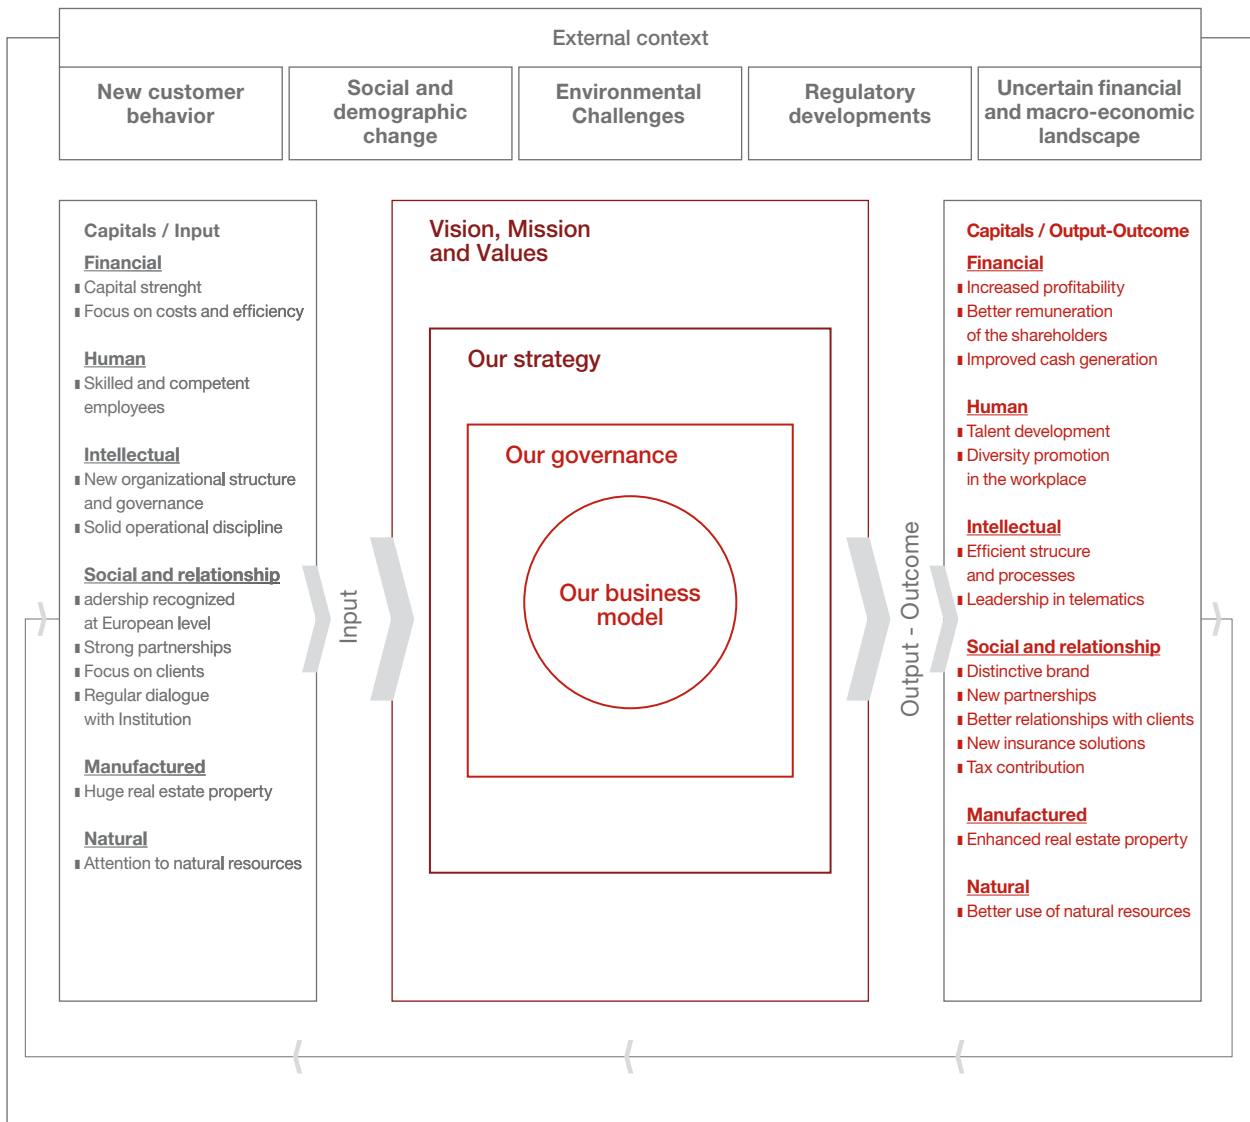 External context
New customer
behavior
Social and
demographic
change
Environmental
Challenges
Regulatory
developments
Uncertain financial
and macro-economic
landscape
Capitals / Input
Financial
Capital strenght
Focus on costs and efficiency
Human
Skilled and competent
employees
Intellectual
New organizational structure
and governance
Solid operational discipline
Social and relationship
adership recognized
at European level
Strong partnerships
Focus on clients
Regular dialogue
with Institution
Manufactured
Huge real estate property
Natural
Attention to natural resources
Input
Vision, Mission
and Values
Our strategy
Our governance
Our business
model
Output - Outcome
Capitals / Output-Outcome
Financial
Increased profitability
Better remuneration
of the shareholders
Improved cash generation
Human
Talent development
Diversity promotion
in the workplace
Intellectual
Efficient strucure
and processes
Leadership in telematics
Social and relationship
Distinctive brand
New partnerships
Better relationships with clients
New insurance solutions
Tax contribution
Manufactured
Enhanced real estate property
Natural
Better use of natural resources